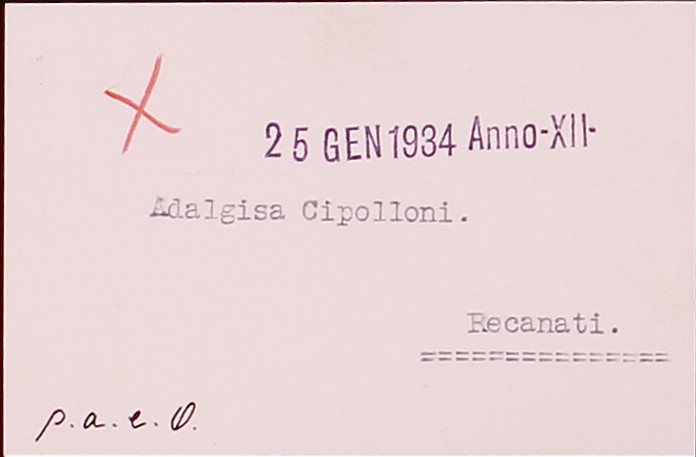 25 GEN 1934 Anno-XII-
Adalgisa Cipolloni.
Recanati.
p.a.e.O.